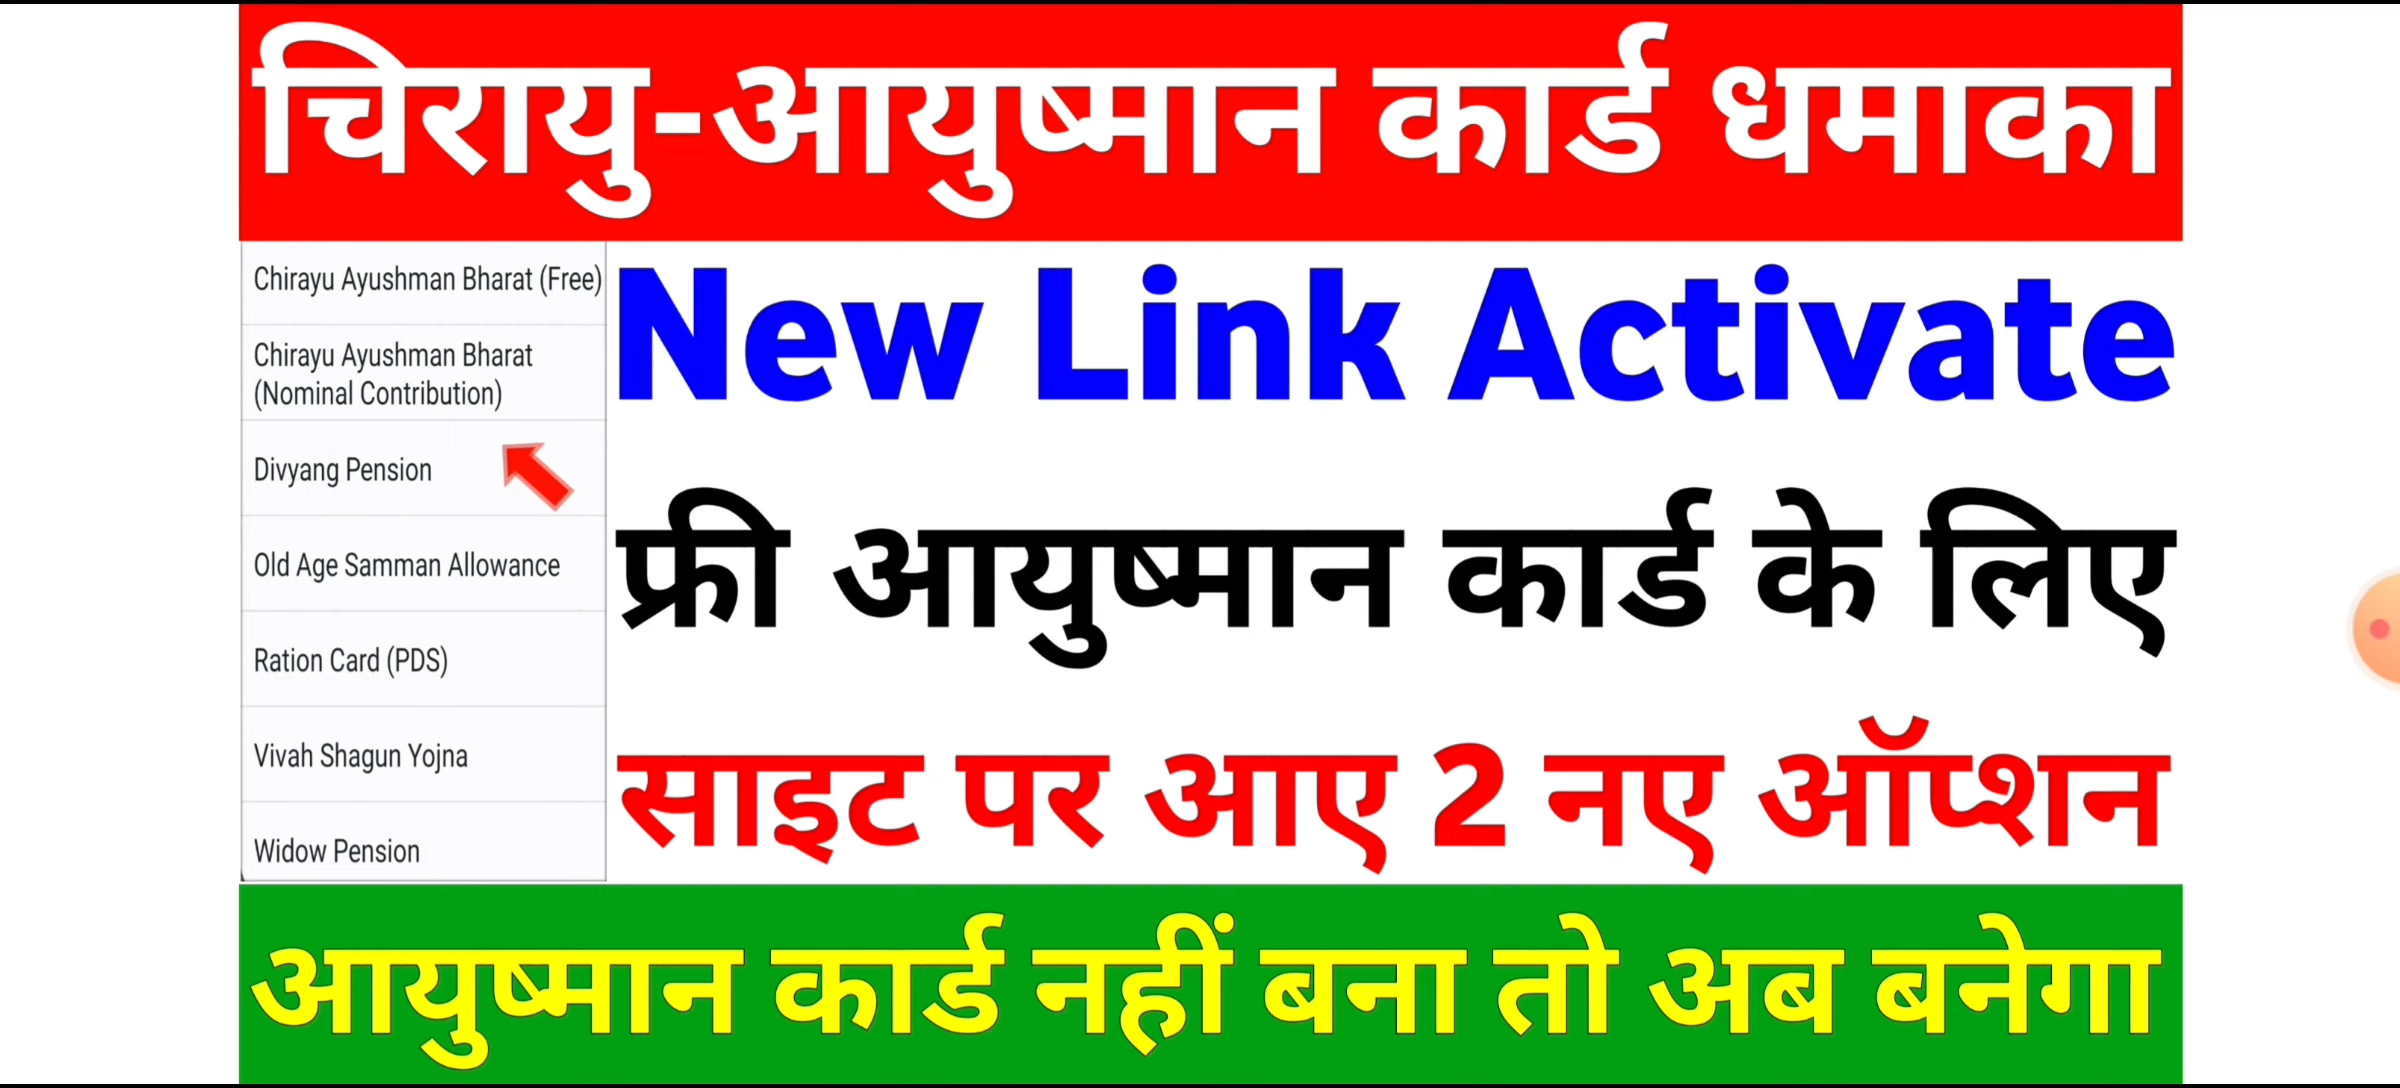 चिरायु-आयुष्मान कार्ड धमाका
Chirayu Ayushman Bharat (Free)
Chirayu Ayushman Bharat
(Nominal Contribution)
Divyang Pension
Old Age Samman Allowance
Ration Card (PDS)
Vivah Shagun Yojna
Widow Pension
New Link Activate
फ्री आयुष्मान कार्ड के लिए
साइट पर आए 2 नए ऑप्शन
आयुष्मान कार्ड नहीं बना तो अब बनेगा